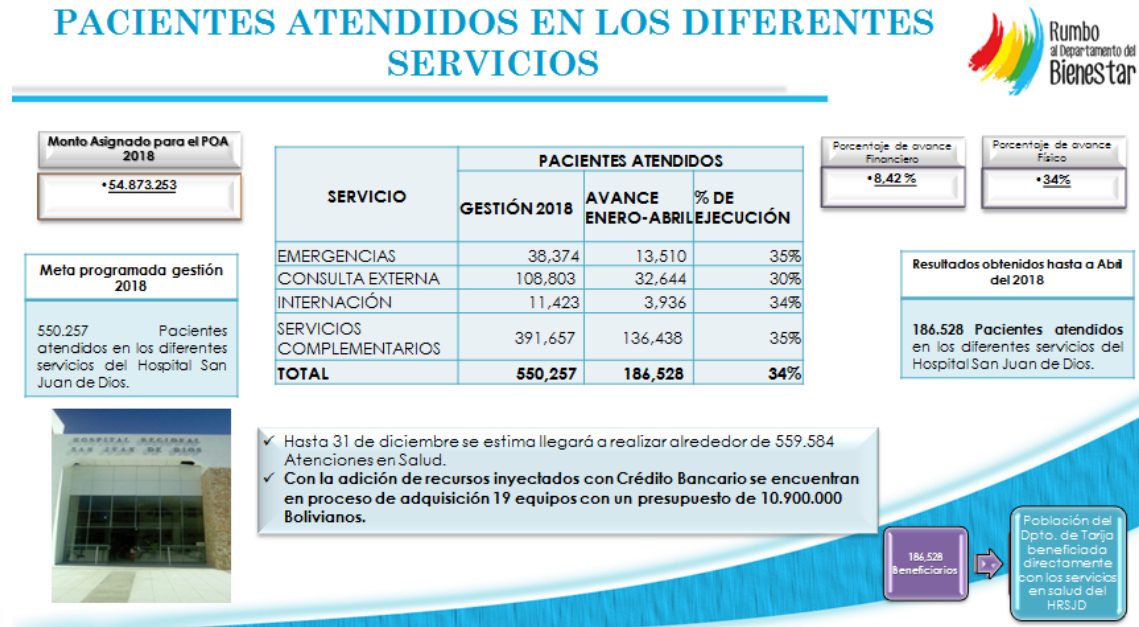 PACIENTES ATENDIDOS EN LOS DIFERENTES
SERVICIOS
Rumbo
al Departamento del
Bienestar
Monto Asignado para el POA
2018
•54.873.253
Meta programada gestión
2018
550.257 Pacientes
atendidos en los diferentes
servicios del Hospital San
Juan de Dios.
SERVICIO
PACIENTES ATENDIDOS
GESTIÓN 2018
AVANCE
ENERO-ABRIL
% DE
EJECUCIÓN
EMERGENCIAS 38,374 13,510 35%
CONSULTA EXTERNA 108,803 32,644 30%
INTERNACIÓN 11,423 3,936 34%
SERVICIOS
COMPLEMENTARIOS 391,657 136,438 35%
TOTAL 550,257 186,528 34%
Porcentaje de avance
Financiero
•8,42 %
Porcentaje de avance
Físico
•34%
Resultados obtenidos hasta a Abril
del 2018
186.528 Pacientes atendidos
en los diferentes servicios del
Hospital San Juan de Dios.
HOSPITAL REGIONAL
SAN JUAN DE DIOS
✓ Hasta 31 de diciembre se estima llegará a realizar alrededor de 559.584
Atenciones en Salud.
✓ Con la adición de recursos inyectados con Crédito Bancario se encuentran
en proceso de adquisición 19 equipos con un presupuesto de 10.900.000
Bolivianos.
186,528
Beneficiarios
Población del
Dpto. de Tarija
beneficiada
directamente
con los servicios
en salud del
HRSJD